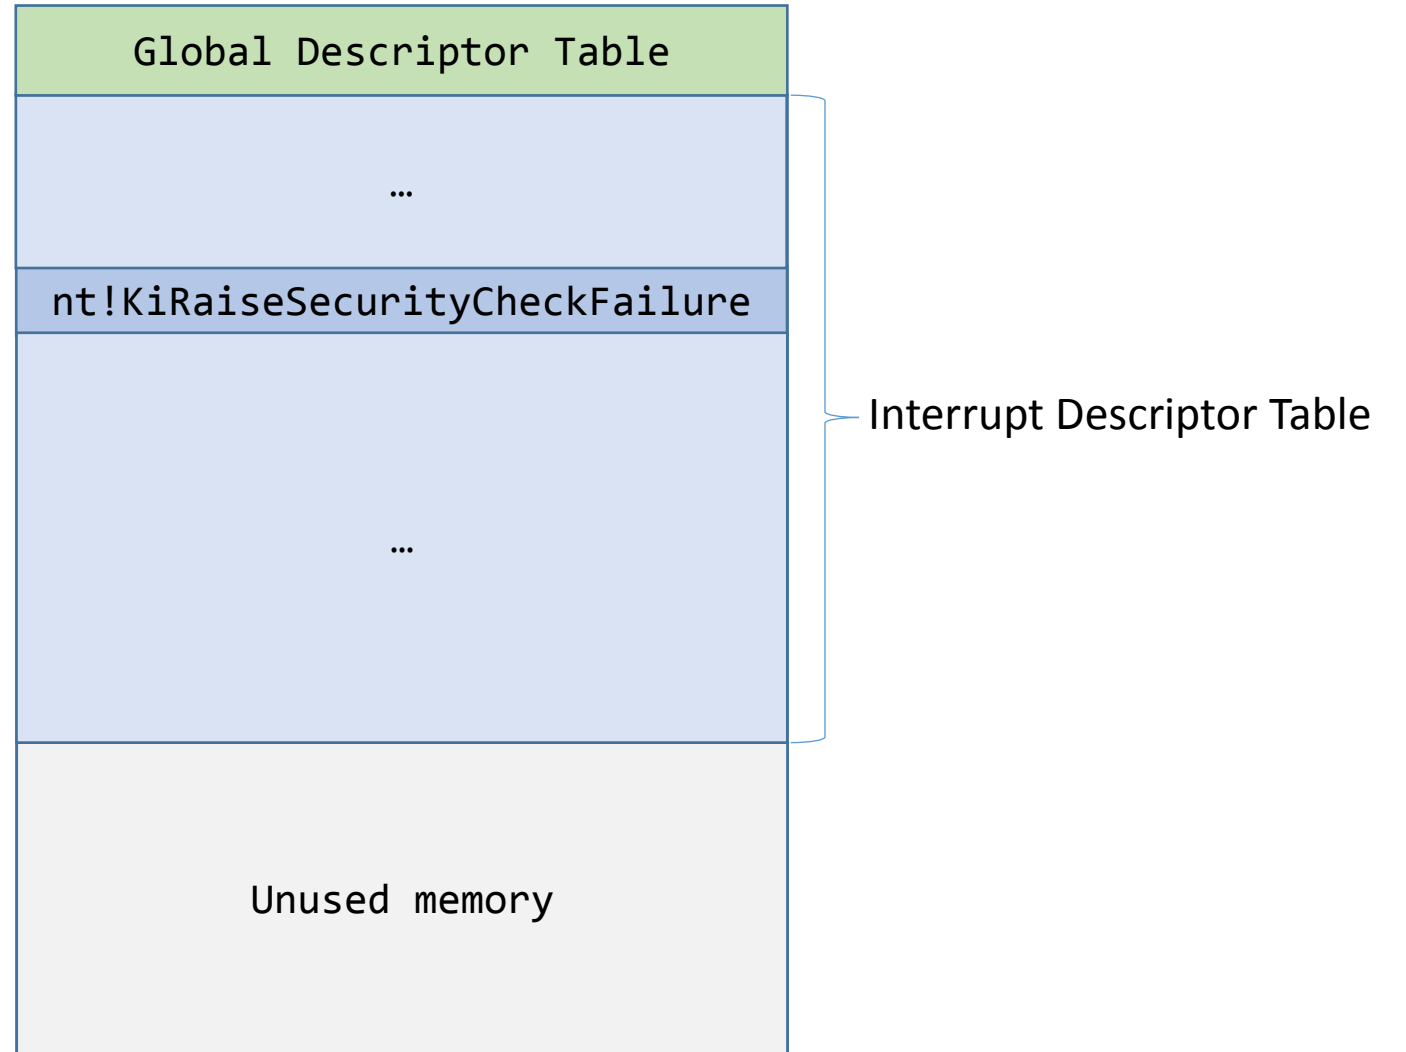 Global Descriptor Table
…
nt!KiRaiseSecurityCheckFailure
Interrupt Descriptor Table
…
Unused memory